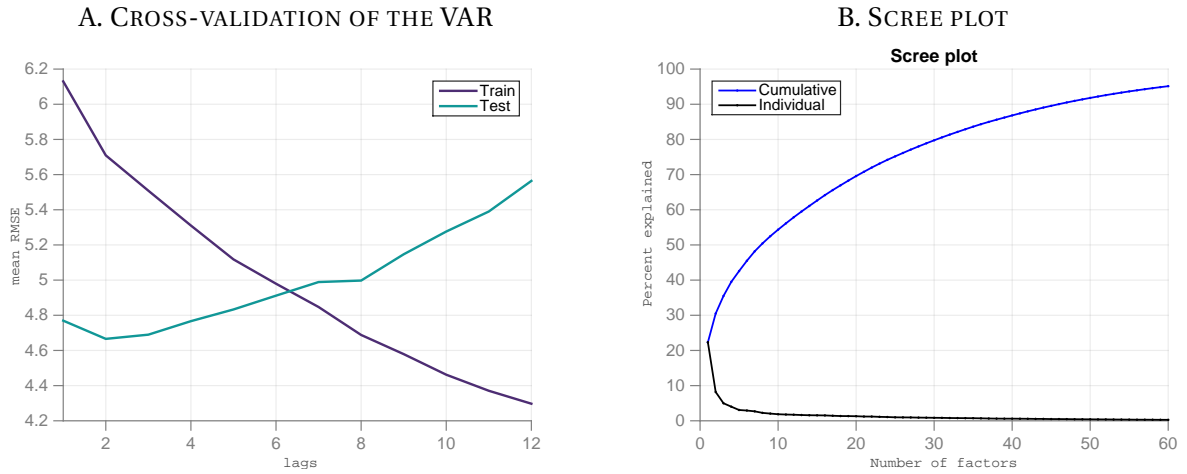 A. CROSS-VALIDATION OF THE VAR
6.2
6
5.8
5.6
5.4
5.2
5
4.8
4.6
4.4
4.2
mean RMSE
Train
Test
2 4 6 8 10 12
lags
B. SCREE PLOT
Scree plot
100
90
80
70
60
50
40
30
20
10
0
Percent explained
Cumulative
Individual
0 10 20 30 40 50 60
Number of factors